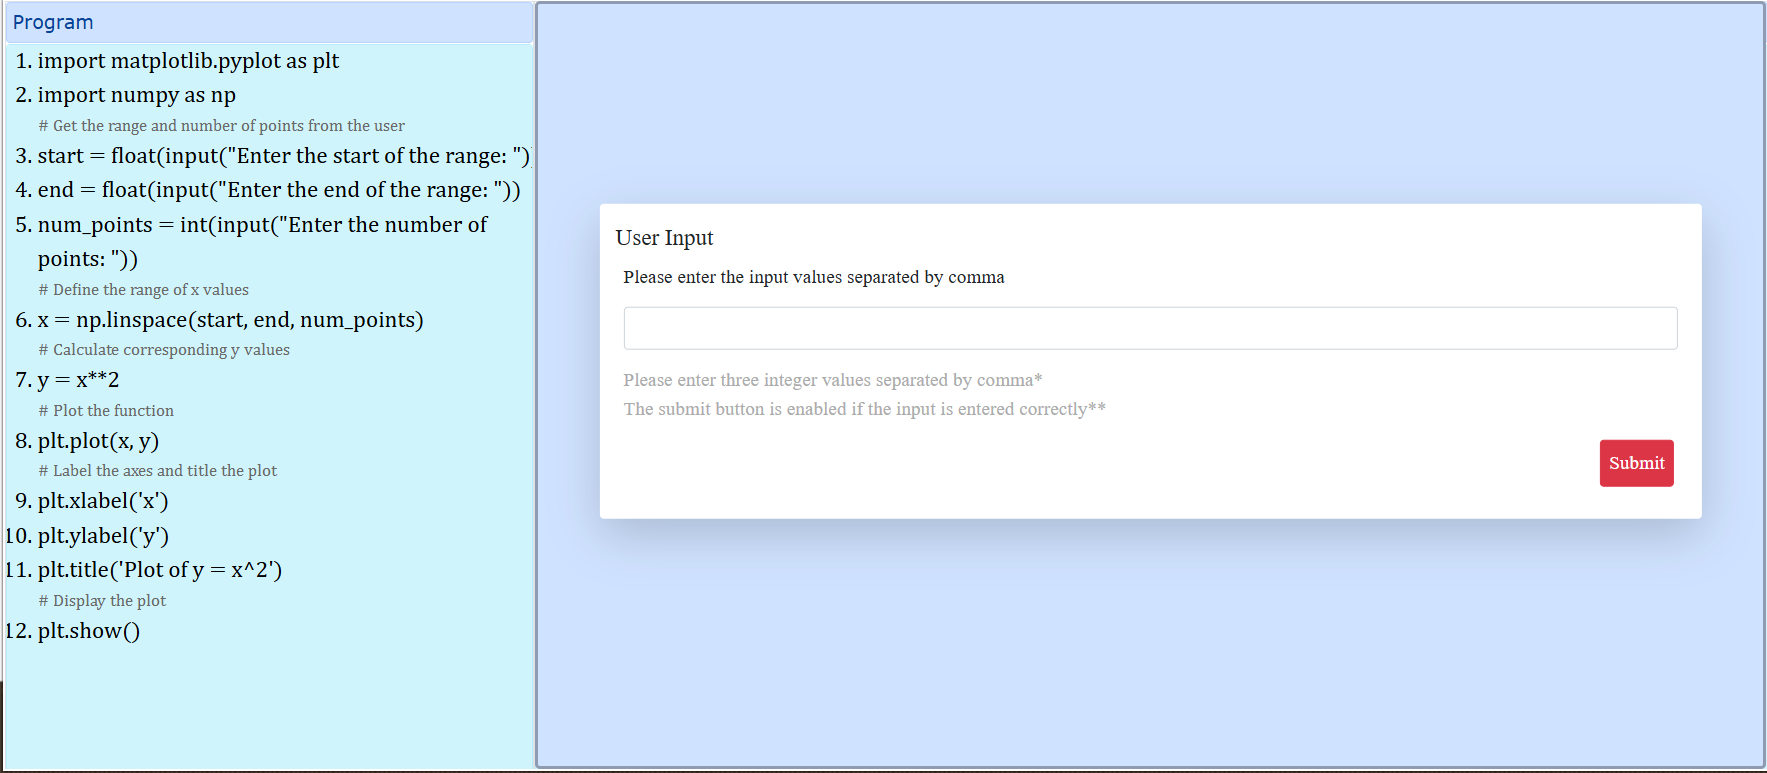 Program
1. import matplotlib.pyplot as plt
2. import numpy as np
# Get the range and number of points from the user
3. start = float(input("Enter the start of the range: ")
4. end = float(input("Enter the end of the range: "))
5. num_points = int(input("Enter the number of
points: "))
# Define the range of x values
6. x = np.linspace(start, end, num_points)
# Calculate corresponding y values
7. y = x**2
# Plot the function
8. plt.plot(x, y)
# Label the axes and title the plot
9. plt.xlabel('x')
10. plt.ylabel('y')
11. plt.title('Plot of y = x^2')
# Display the plot
12. plt.show()
User Input
Please enter the input values separated by comma
Please enter three integer values separated by comma*
The submit button is enabled if the input is entered correctly**
Submit